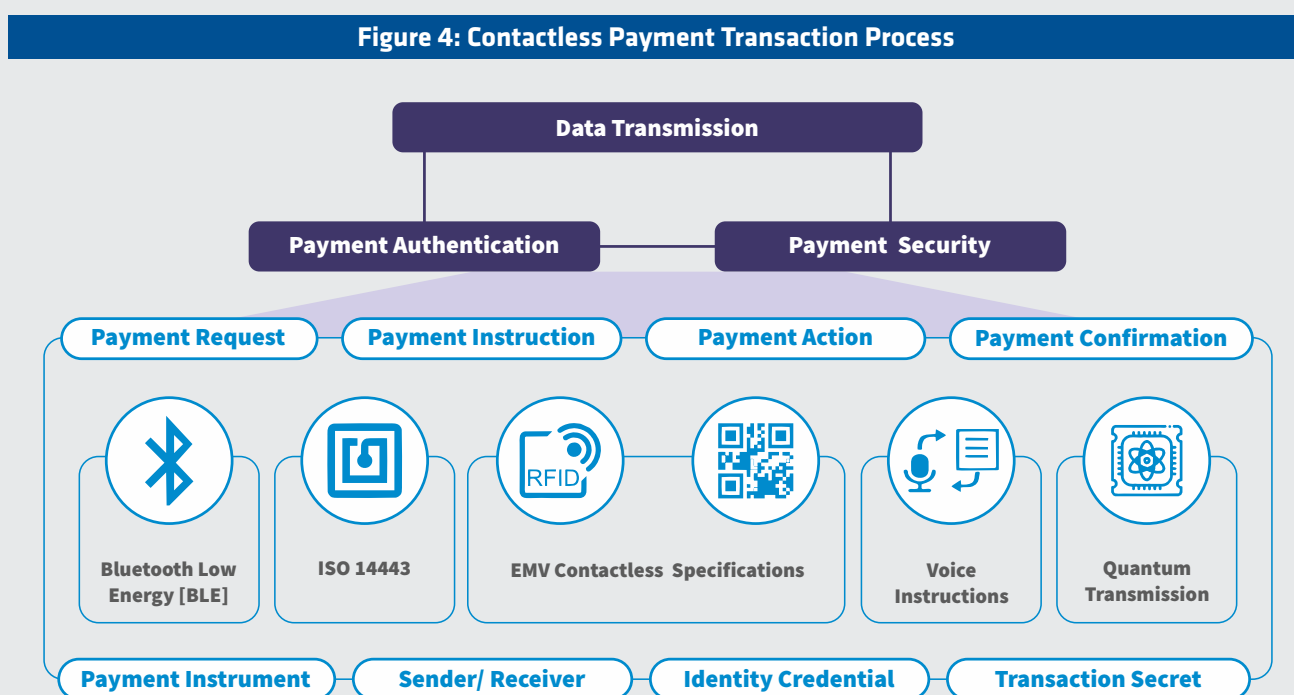 Figure 4: Contactless Payment Transaction Process
Data Transmission
Payment Authentication
Payment Security
Payment Request
Payment Instruction
Payment Action
Payment Confirmation
RFID
Bluetooth Low
Energy [BLE]
ISO 14443
EMV Contactless Specifications
Voice
Instructions
Quantum
Transmission
Payment Instrument
Sender/ Receiver
Identity Credential
Transaction Secret